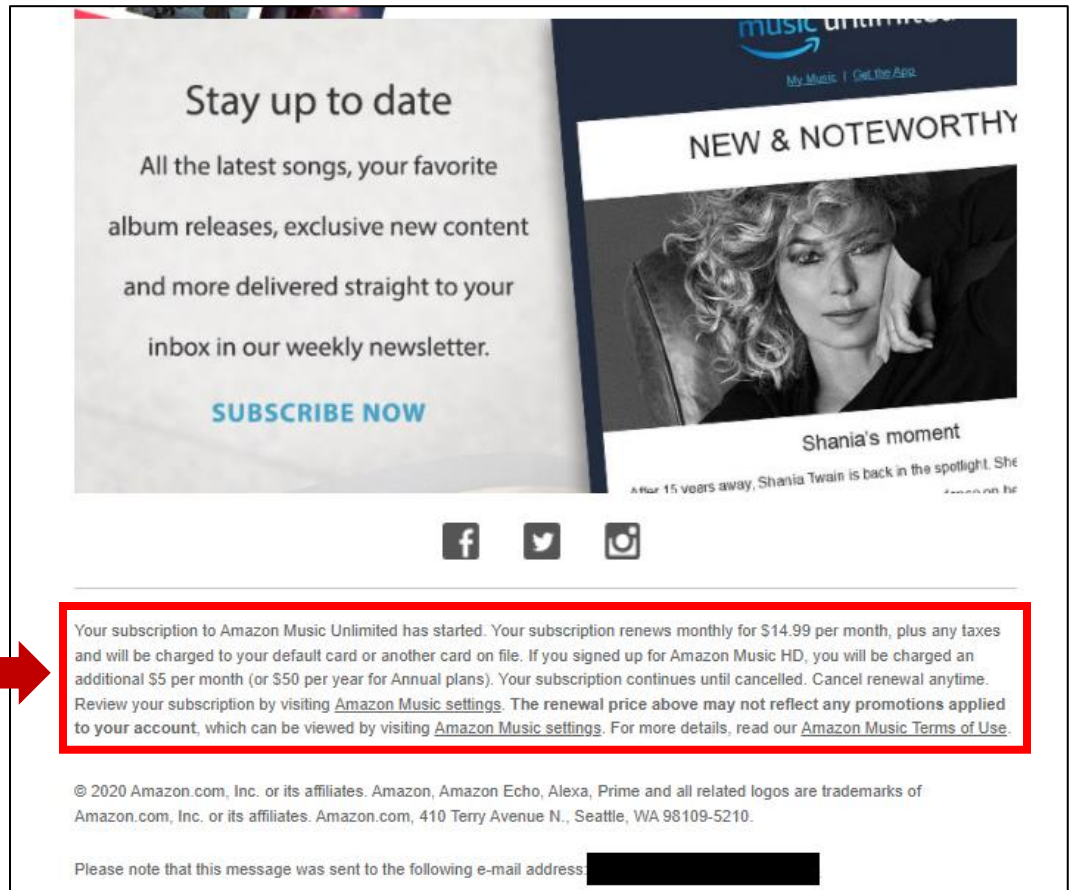 music unlimited
My Music | Get the App
Stay up to date
All the latest songs, your favorite
album releases, exclusive new content
and more delivered straight to your
inbox in our weekly newsletter.
SUBSCRIBE NOW
NEW & NOTEWORTHY
Shania's moment
After 15 years away, Shania Twain is back in the spotlight. She
Your subscription to Amazon Music Unlimited has started. Your subscription renews monthly for $14.99 per month, plus any taxes
and will be charged to your default card or another card on file. If you signed up for Amazon Music HD, you will be charged an
additional $5 per month (or $50 per year for Annual plans). Your subscription continues until cancelled. Cancel renewal anytime.
Review your subscription by visiting Amazon Music settings. The renewal price above may not reflect any promotions applied
to your account, which can be viewed by visiting Amazon Music settings. For more details, read our Amazon Music Terms of Use.
© 2020 Amazon.com, Inc. or its affiliates. Amazon, Amazon Echo, Alexa, Prime and all related logos are trademarks of
Amazon.com, Inc. or its affiliates. Amazon.com, 410 Terry Avenue N., Seattle, WA 98109-5210.
Please note that this message was sent to the following e-mail address: